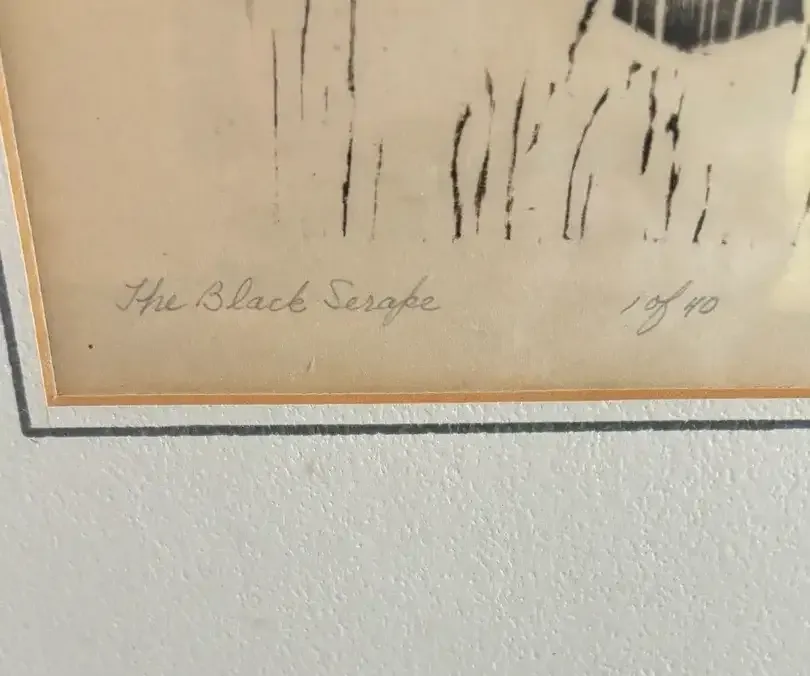 The Black Serape 1 of 40